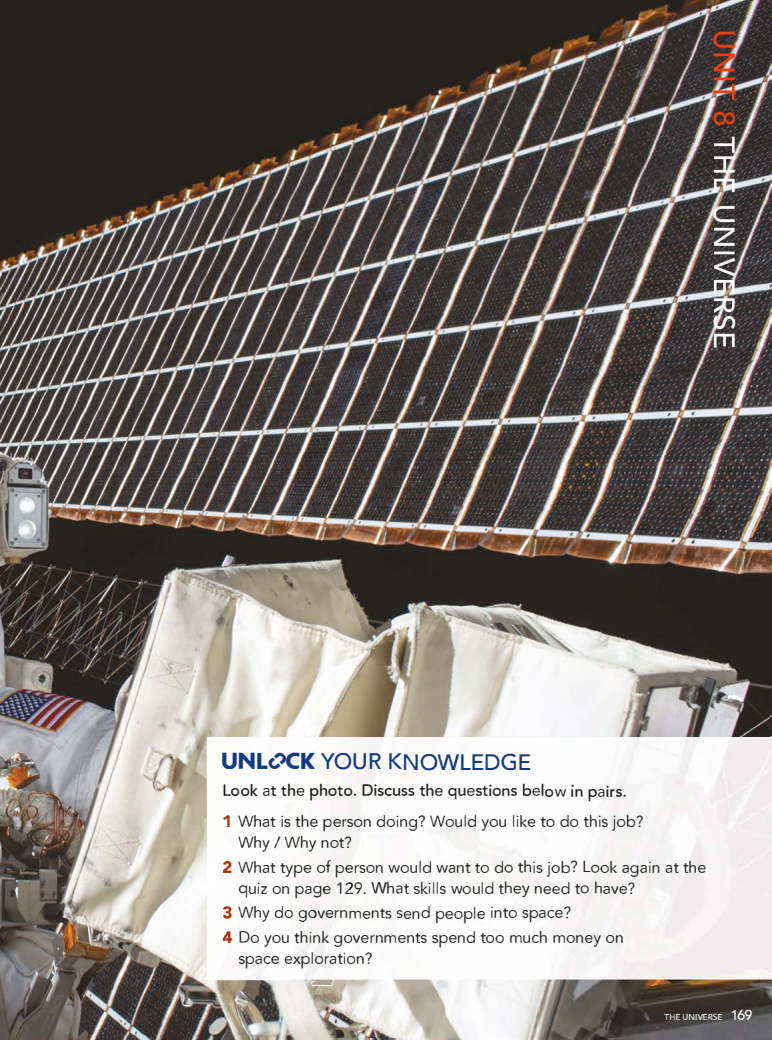 UNIT 8 THE UNIVERSE
UNLOCK YOUR KNOWLEDGE
Look at the photo. Discuss the questions below in pairs.
1 What is the person doing? Would you like to do this job?
Why / Why not?
2 What type of person would want to do this job? Look again at the
quiz on page 129. What skills would they need to have?
3 Why do governments send people into space?
4 Do you think governments spend too much money on
space exploration?
THE UNIVERSE 169